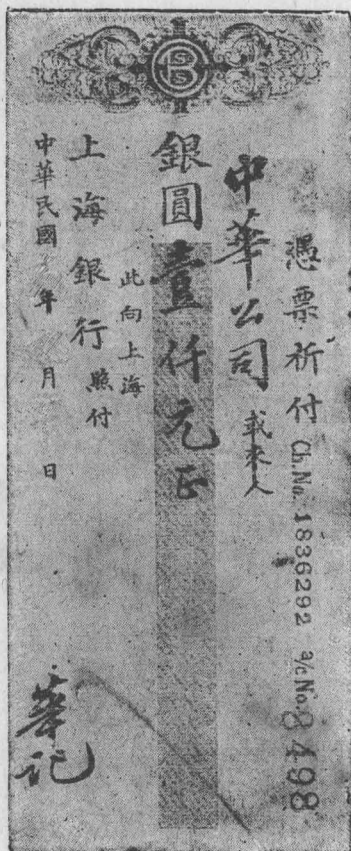 憑票祈付 Ch.No. 1836292 a/c No. 8498
中華公司 或來人
銀圓壹仟元正
此向上海
上海銀行 照付
中華民國 年 月 日
華記